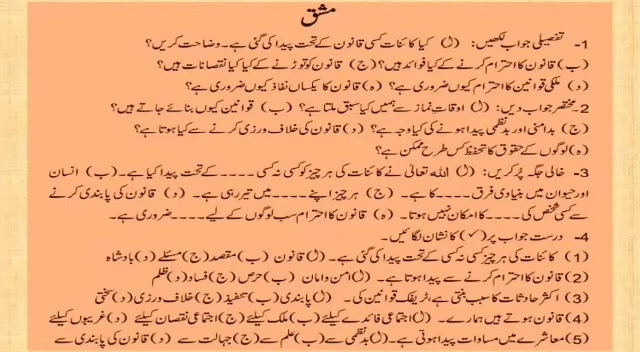 مشق
1- تفصیلی جواب لکھیں: (ا) کیا کائنات کسی قانون کے تحت پیدا کی گئی ہے۔ وضاحت کریں؟
(ب) قانون کا احترام کرنے کے کیا فوائد ہیں؟ (ج) قانون کو توڑنے کے کیا کیا نقصانات ہیں؟
(د) ملکی قوانین کا احترام کیوں ضروری ہے؟ (ہ) قانون کا یکساں نفاذ کیوں ضروری ہے؟
2- مختصر جواب دیں: (ا) اوقات نماز سے ہمیں کیا سبق ملتا ہے؟ (ب) قوانین کیوں بنائے جاتے ہیں؟
(ج) بدامنی اور بدنظمی پیدا ہونے کی کیا وجہ ہے؟ (د) قانون کی خلاف ورزی کرنے سے کیا ہوتا ہے؟
(ہ) لوگوں کے حقوق کا تحفظ کس طرح ممکن ہے؟
3- خالی جگہ پُر کریں: (ا) اللہ تعالیٰ نے کائنات کی ہر چیز کو کسی نہ کسی ۔۔۔۔ کے تحت پیدا کیا ہے۔ (ب) انسان
اور حیوان میں بنیادی فرق ۔۔۔۔ کا ہے۔ (ج) ہر چیز اپنے ۔۔۔۔ میں تیر رہی ہے۔ (د) قانون کی پابندی کرنے
سے کسی شخص کی ۔۔۔۔ کا امکان نہیں ہوتا۔ (ہ) قانون کا احترام سب لوگوں کے لیے ۔۔۔۔ ضروری ہے۔
4- درست جواب پر (✓) کا نشان لگائیں۔
(1) کائنات کی ہر چیز کسی نہ کسی کے تحت پیدا کی گئی ہے۔ (ا) قانون (ب) مقصد (ج) مسئلے (د) بادشاہ
(2) قانون کا احترام کرنے سے پیدا ہوتا ہے۔ (ا) امن و امان (ب) حرص (ج) فساد (د) ظلم
(3) اکثر حادثات کا سبب بنتی ہے، ٹریفک قوانین کی۔ (ا) پابندی (ب) تنفیذ (ج) خلاف ورزی (د) سختی
(4) قانون ہوتے ہیں ہمارے۔ (ا) اجتماعی فائدے کیلئے (ب) ملک کیلئے (ج) اجتماعی نقصان کیلئے (د) غریبوں کیلئے
(5) معاشرے میں مساوات پیدا ہوتی ہے۔ (ا) بدنظمی سے (ب) علم سے (ج) جہالت سے (د) قانون کی پابندی سے